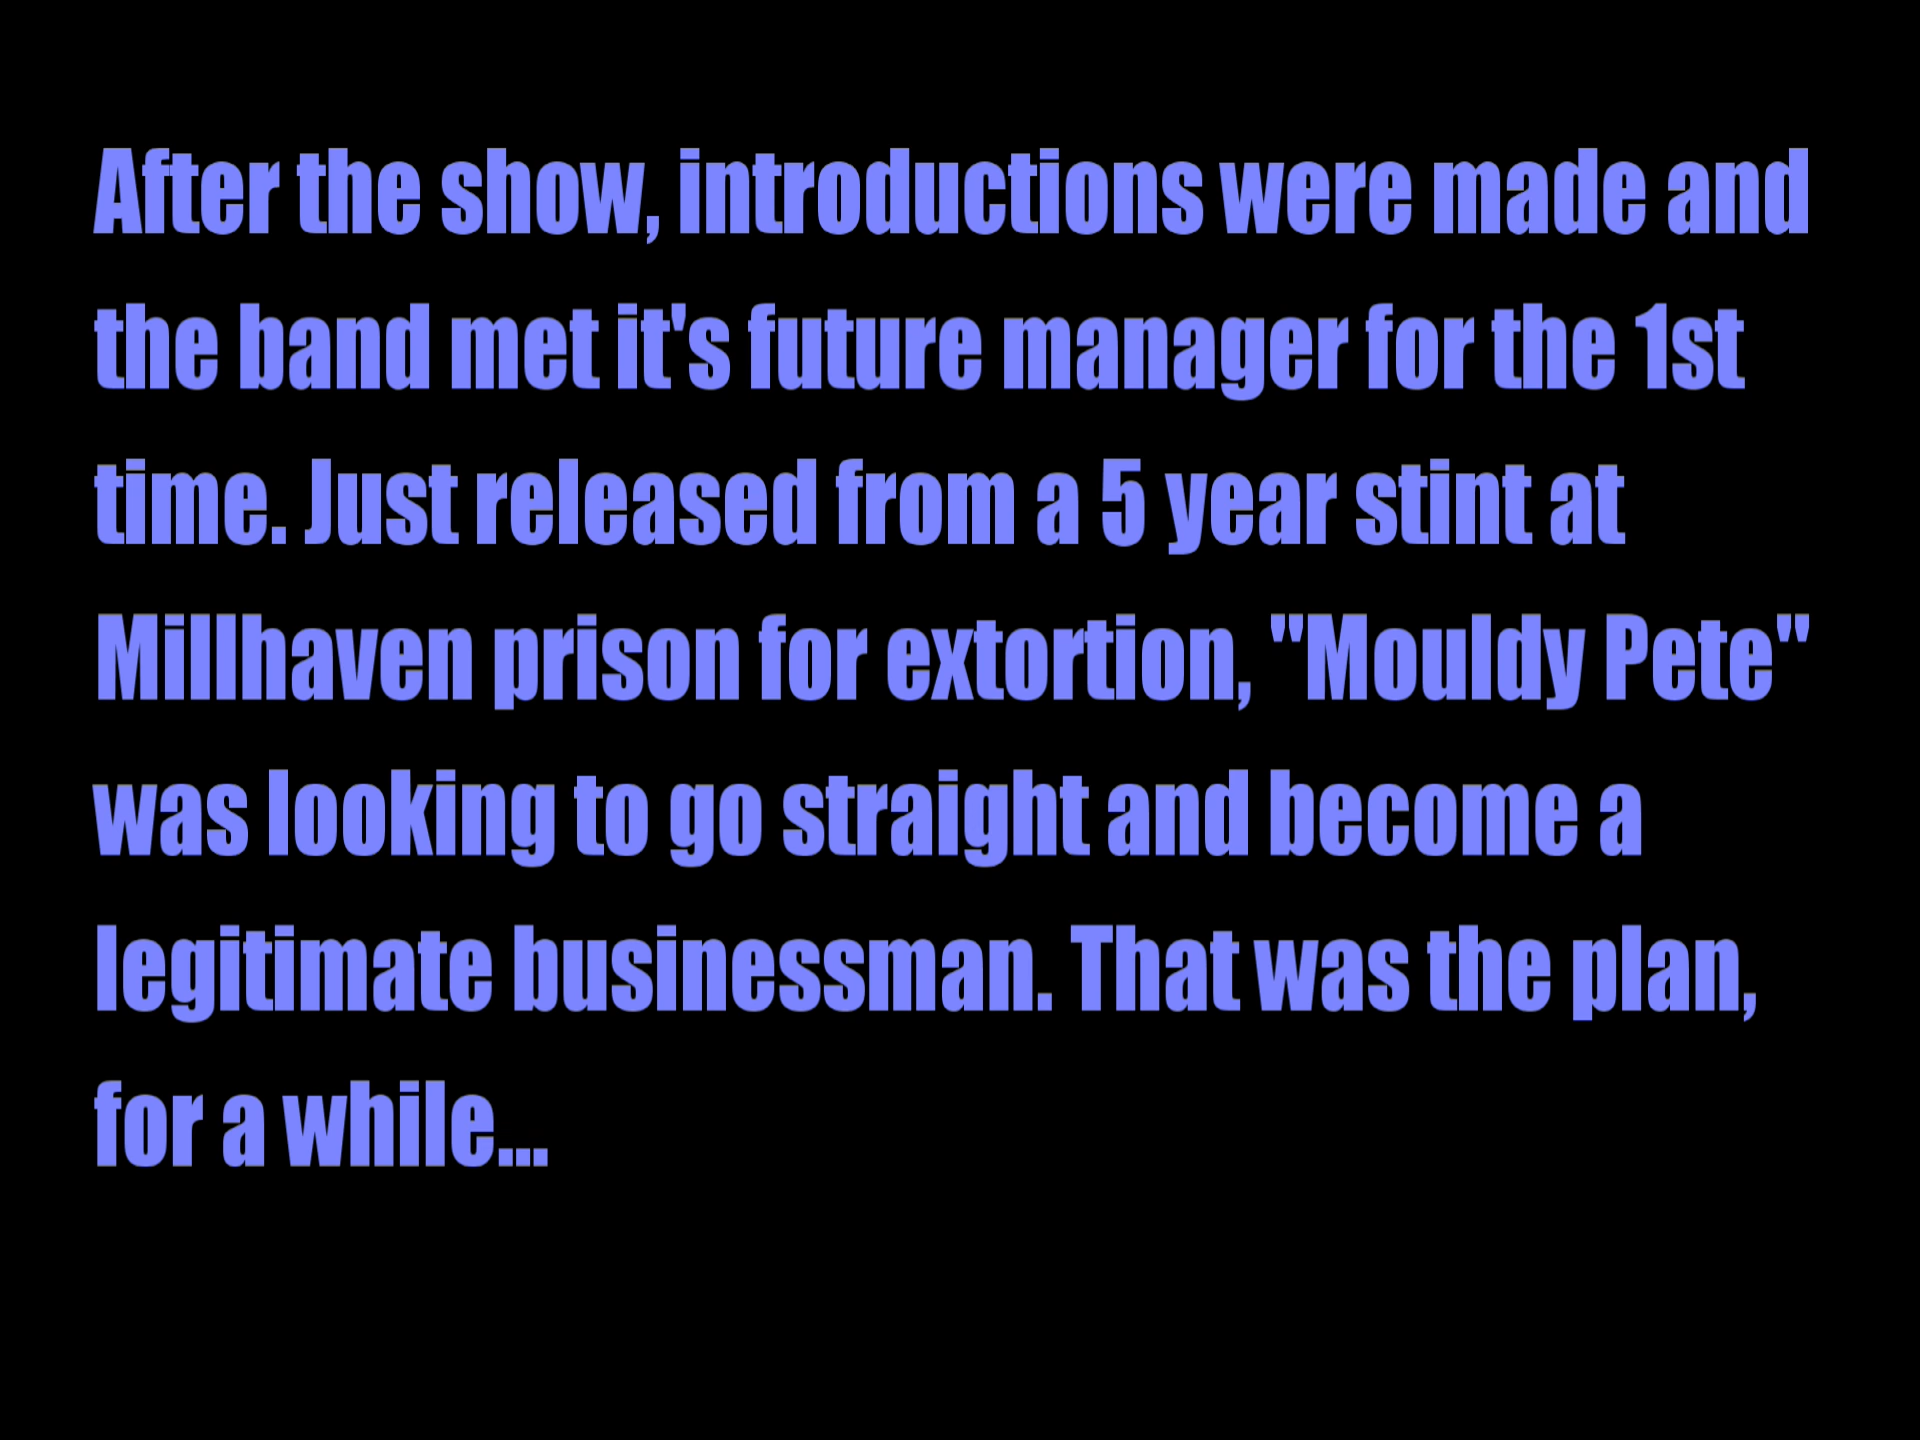 After the show, introductions were made and
the band met it's future manager for the 1st
time. Just released from a 5 year stint at
Millhaven prison for extortion, "Mouldy Pete"
was looking to go straight and become a
legitimate businessman. That was the plan,
for a while...